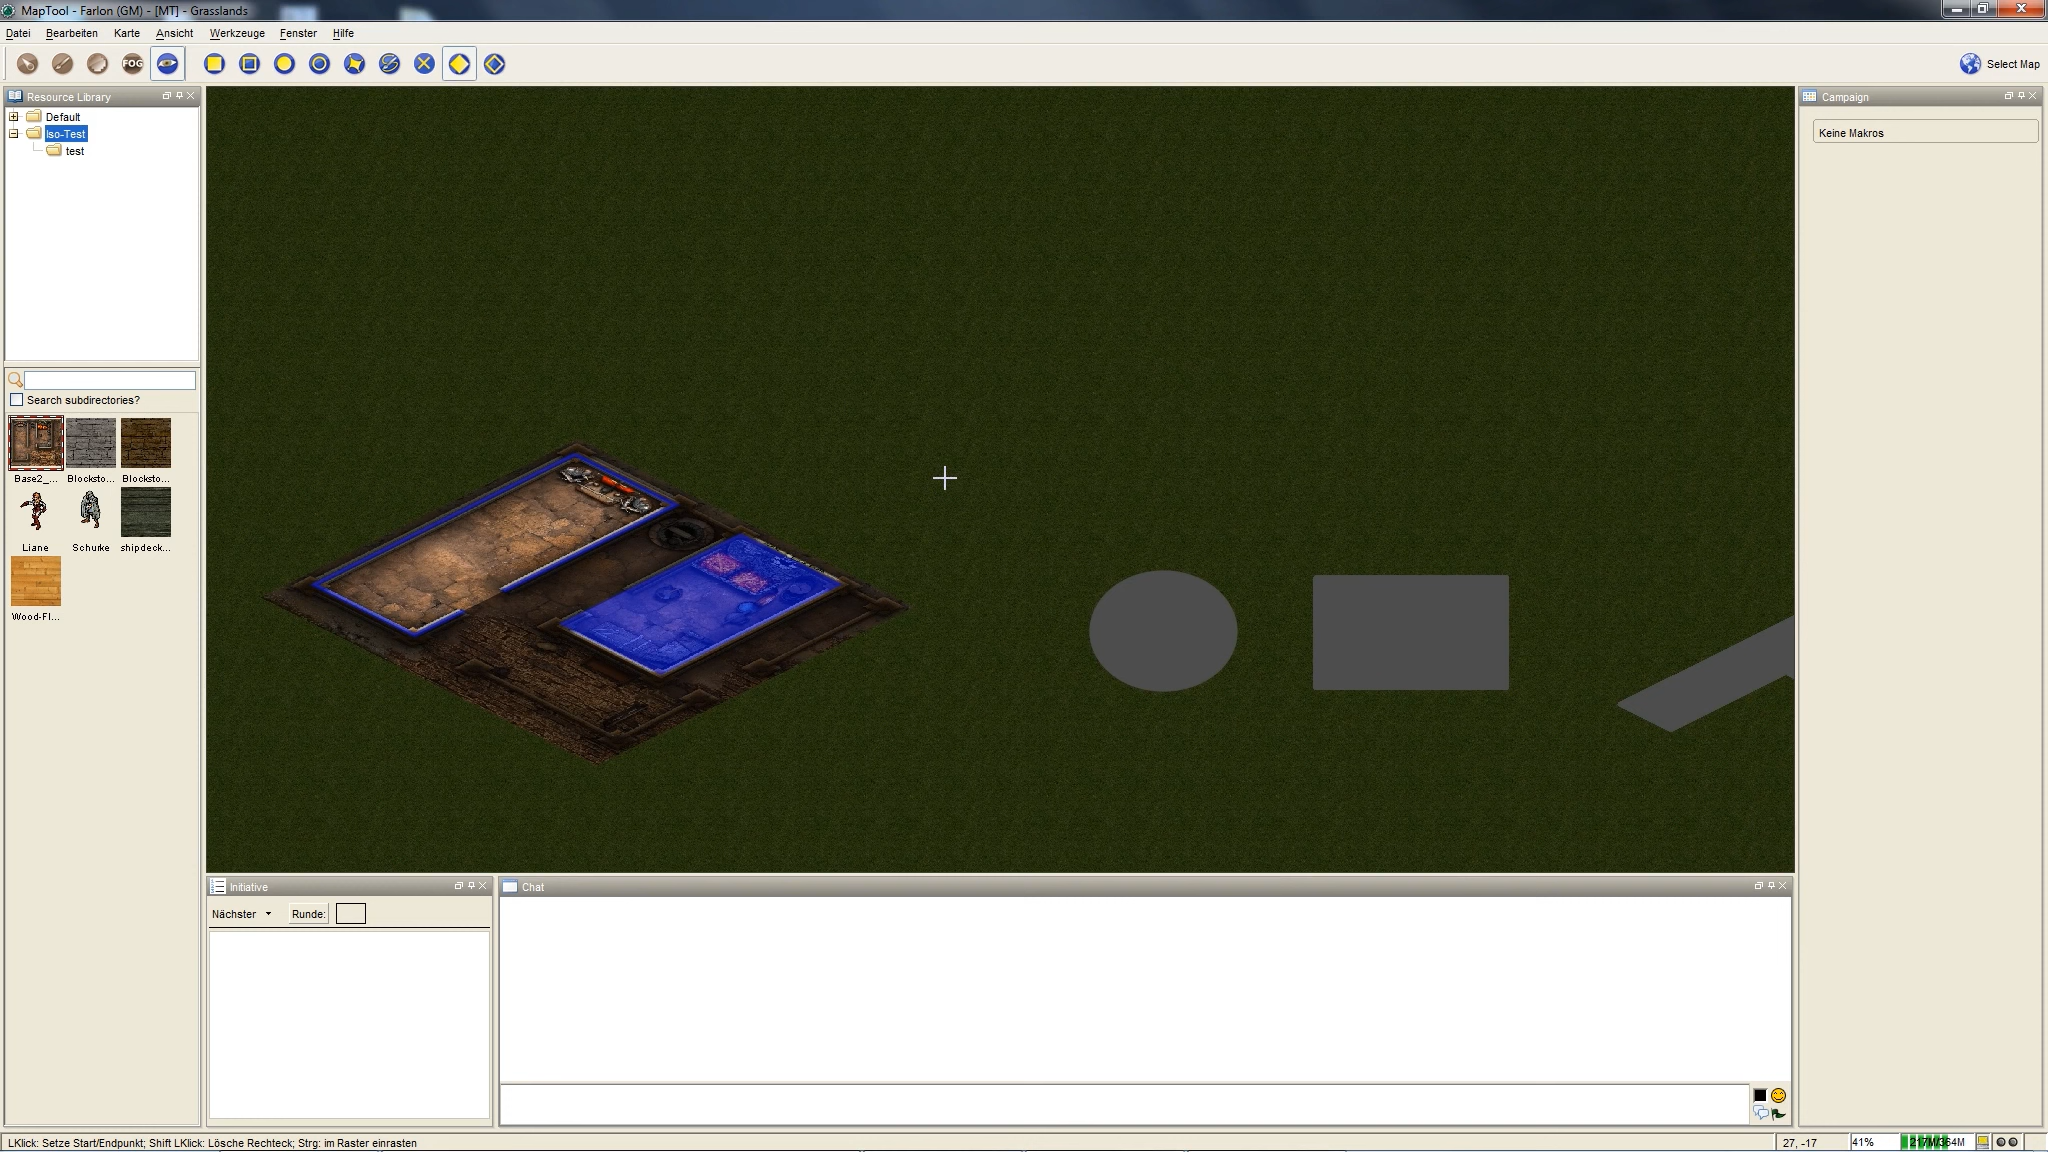 MapTool - Farlon (GM) - [MT] - Grasslands
Datei Bearbeiten Karte Ansicht Werkzeuge Fenster Hilfe
FOG
Select Map
Resource Library
Default
Iso-Test
test
Search subdirectories?
Base2_... Blocksto... Blocksto...
Liane Schurke shipdeck...
Wood-Fl...
Campaign
Keine Makros
Initiative
Nächster Runde:
Chat
LKlick: Setze Start/Endpunkt; Shift LKlick: Lösche Rechteck; Strg: im Raster einrasten
27, -17 41% 217M/364M